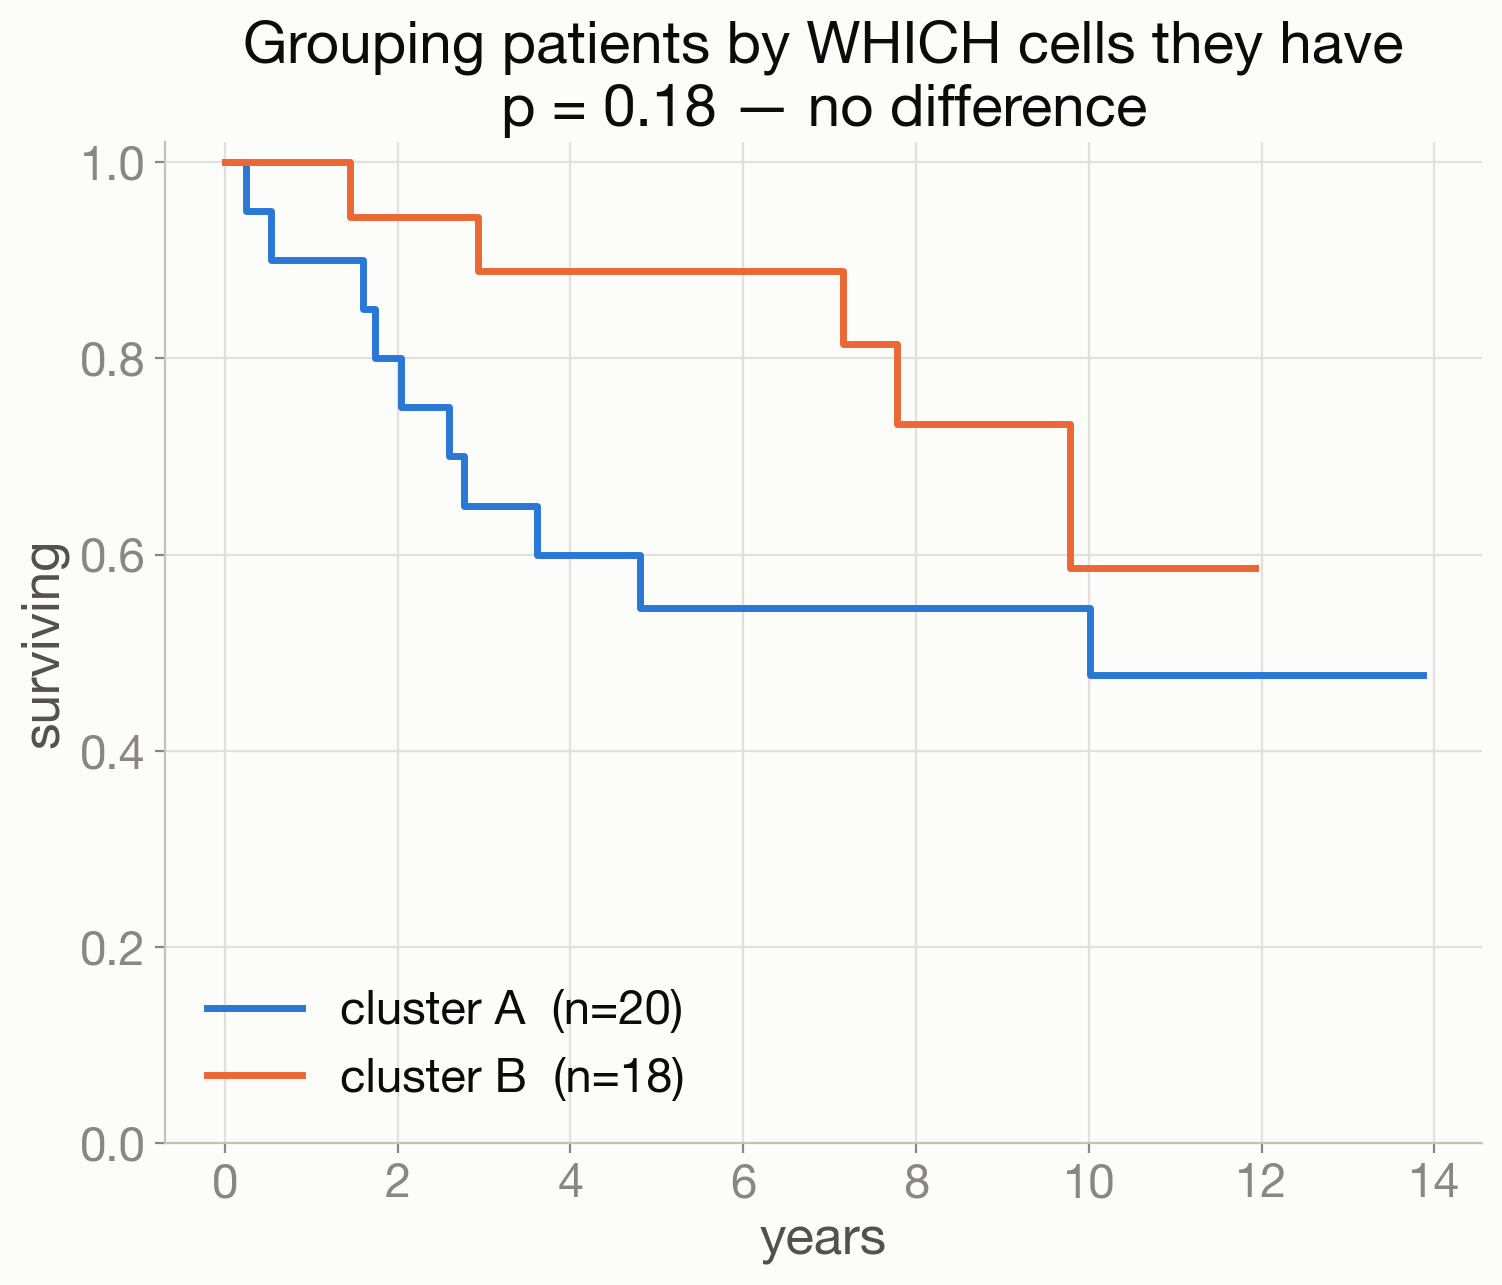 Grouping patients by WHICH cells they have
p = 0.18 — no difference
1.0
0.8
0.6
0.4
0.2
0.0
surviving
cluster A (n=20)
cluster B (n=18)
0 2 4 6 8 10 12 14
years